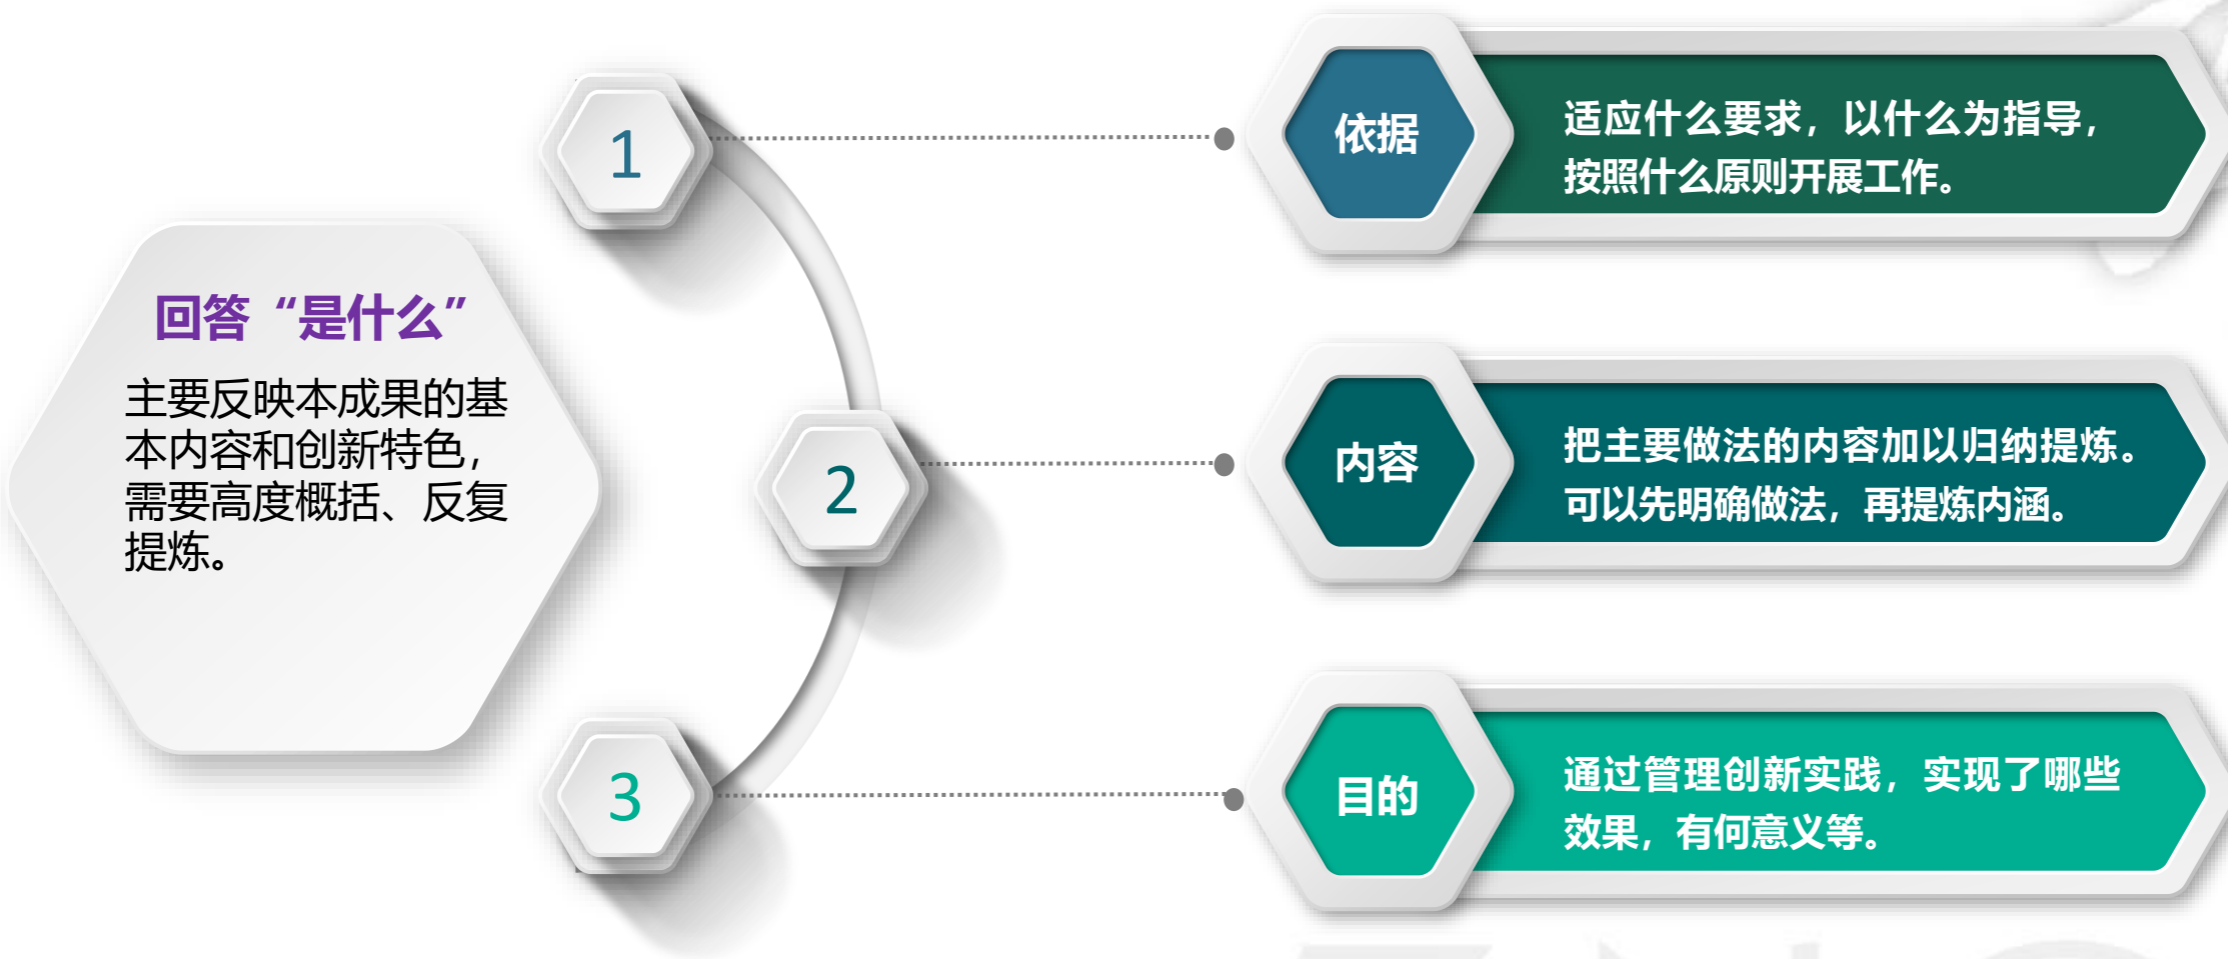 回答“是什么”
主要反映本成果的基
本内容和创新特色，
需要高度概括、反复
提炼。
1
依据
适应什么要求，以什么为指导，
按照什么原则开展工作。
2
内容
把主要做法的内容加以归纳提炼。
可以先明确做法，再提炼内涵。
3
目的
通过管理创新实践，实现了哪些
效果，有何意义等。